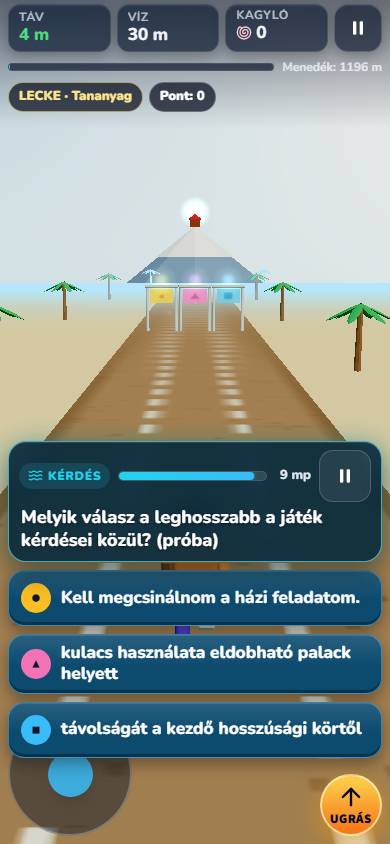 TÁV
4 m
VÍZ
30 m
KAGYLÓ
0
Menedék: 1196 m
LECKE · Tananyag
Pont: 0
KÉRDÉS
9 mp
Melyik válasz a leghosszabb a játék
kérdései közül? (próba)
Kell megcsinálnom a házi feladatom.
kulacs használata eldobható palack
helyett
távolságát a kezdő hosszúsági körtől
UGRÁS